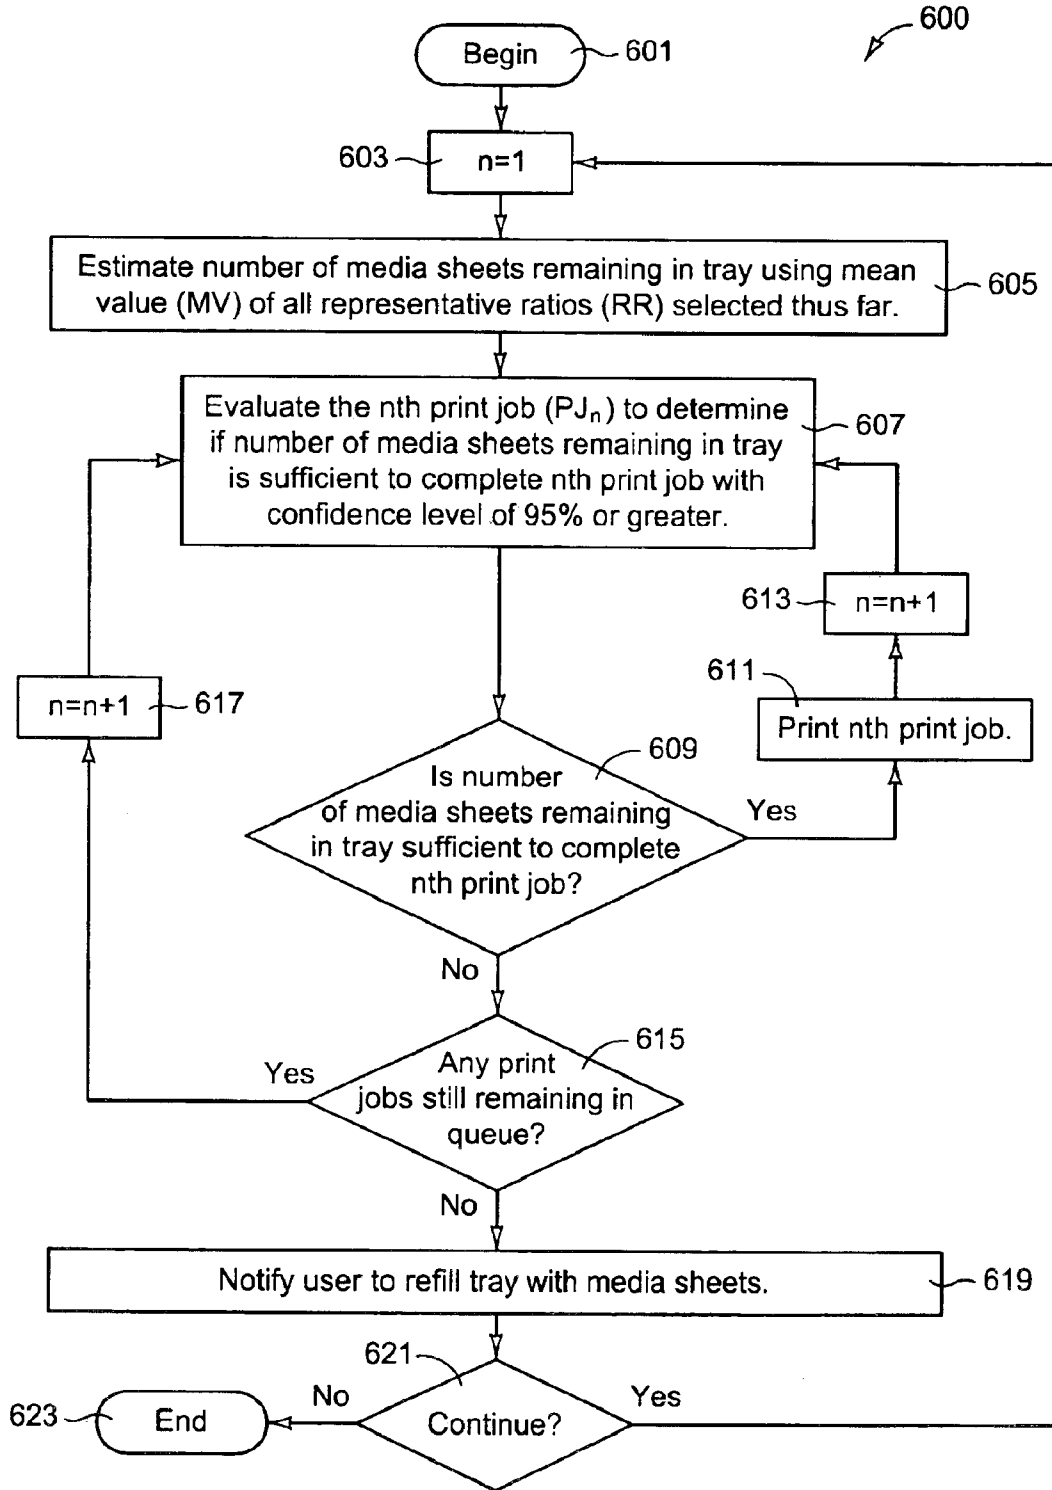 600
Begin
601
603
n=1
Estimate number of media sheets remaining in tray using mean
value (MV) of all representative ratios (RR) selected thus far.
605
Evaluate the nth print job (PJn) to determine
if number of media sheets remaining in tray
is sufficient to complete nth print job with
confidence level of 95% or greater.
607
613
n=n+1
611
Print nth print job.
n=n+1
617
609
Is number
of media sheets remaining
in tray sufficient to complete
nth print job?
Yes
No
615
Any print
jobs still remaining in
queue?
Yes
No
Notify user to refill tray with media sheets.
619
621
Continue?
No
Yes
623
End